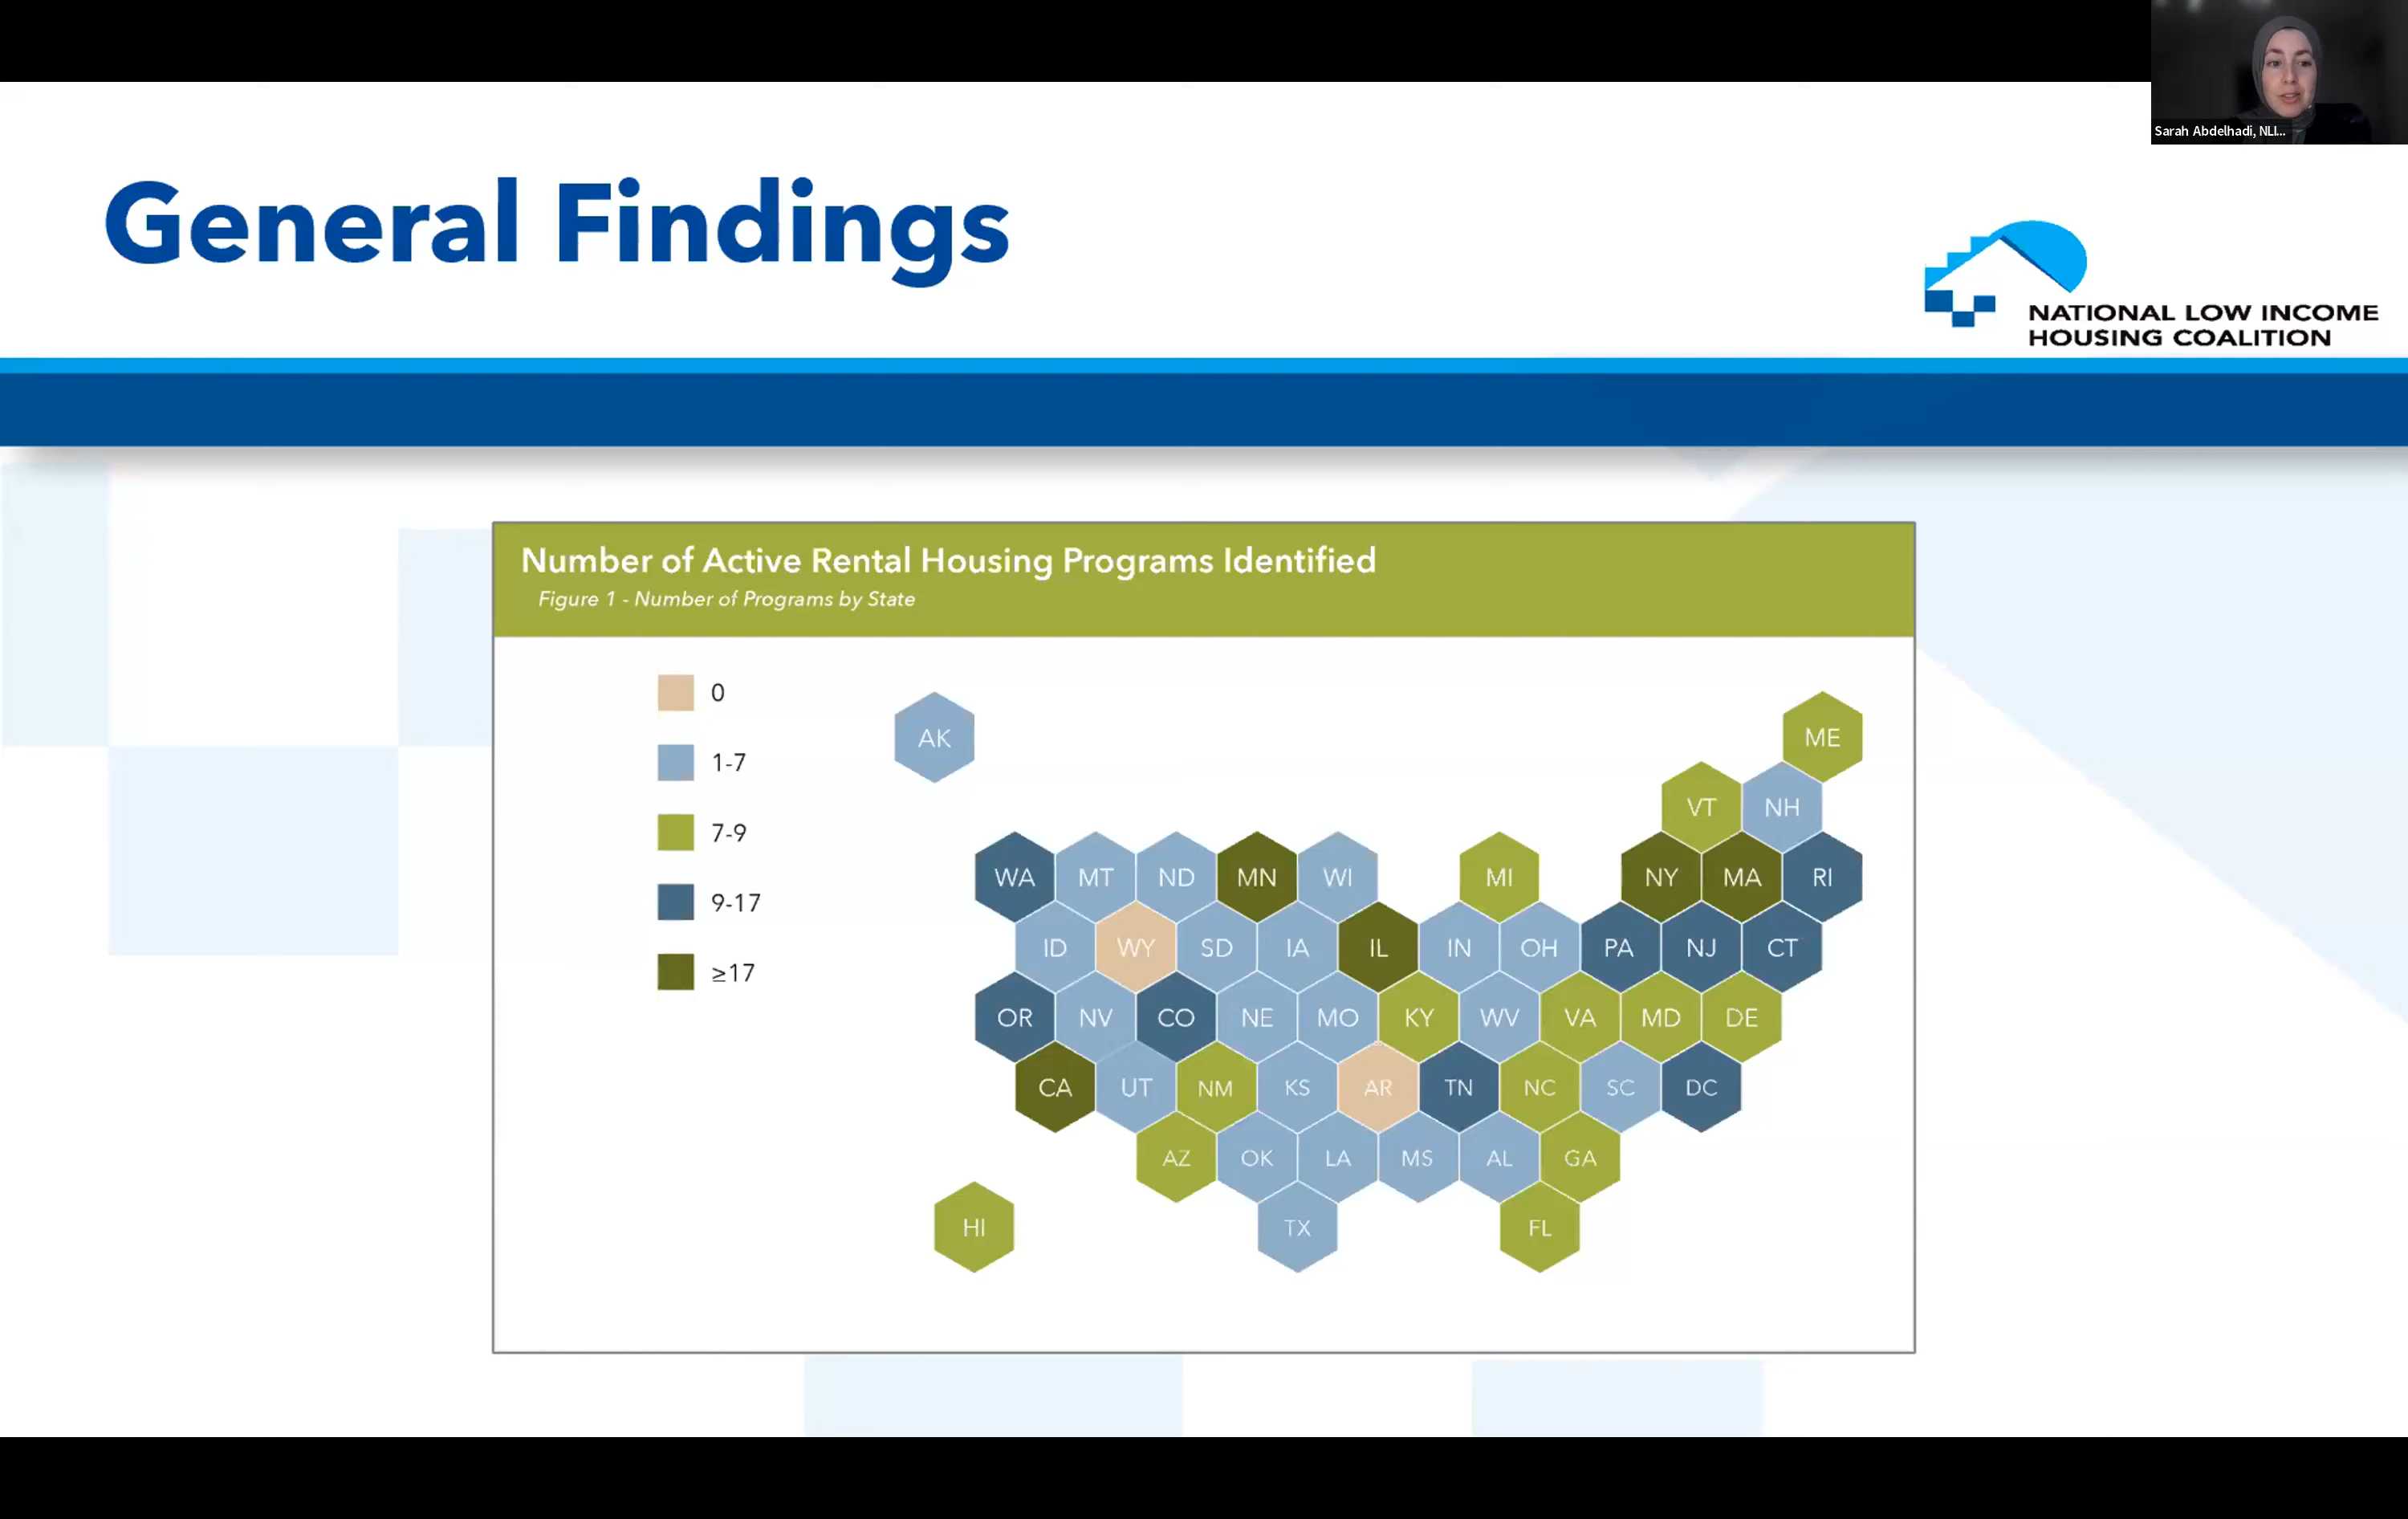 Sarah Abdelhadi, NLI...
General Findings
NATIONAL LOW INCOME
HOUSING COALITION
Number of Active Rental Housing Programs Identified
Figure 1 - Number of Programs by State
0
1-7
7-9
9-17
≥17
AK
ME
VT NH
WA MT ND MN WI MI NY MA RI
ID WY SD IA IL IN OH PA NJ CT
OR NV CO NE MO KY WV VA MD DE
CA UT NM KS AR TN NC SC DC
AZ OK LA MS AL GA
HI TX FL